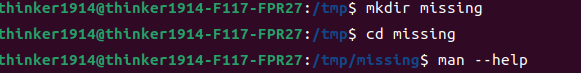 thinker1914@thinker1914-F117-FPR27:/tmp$ mkdir missing
thinker1914@thinker1914-F117-FPR27:/tmp$ cd missing
thinker1914@thinker1914-F117-FPR27:/tmp/missing$ man --help